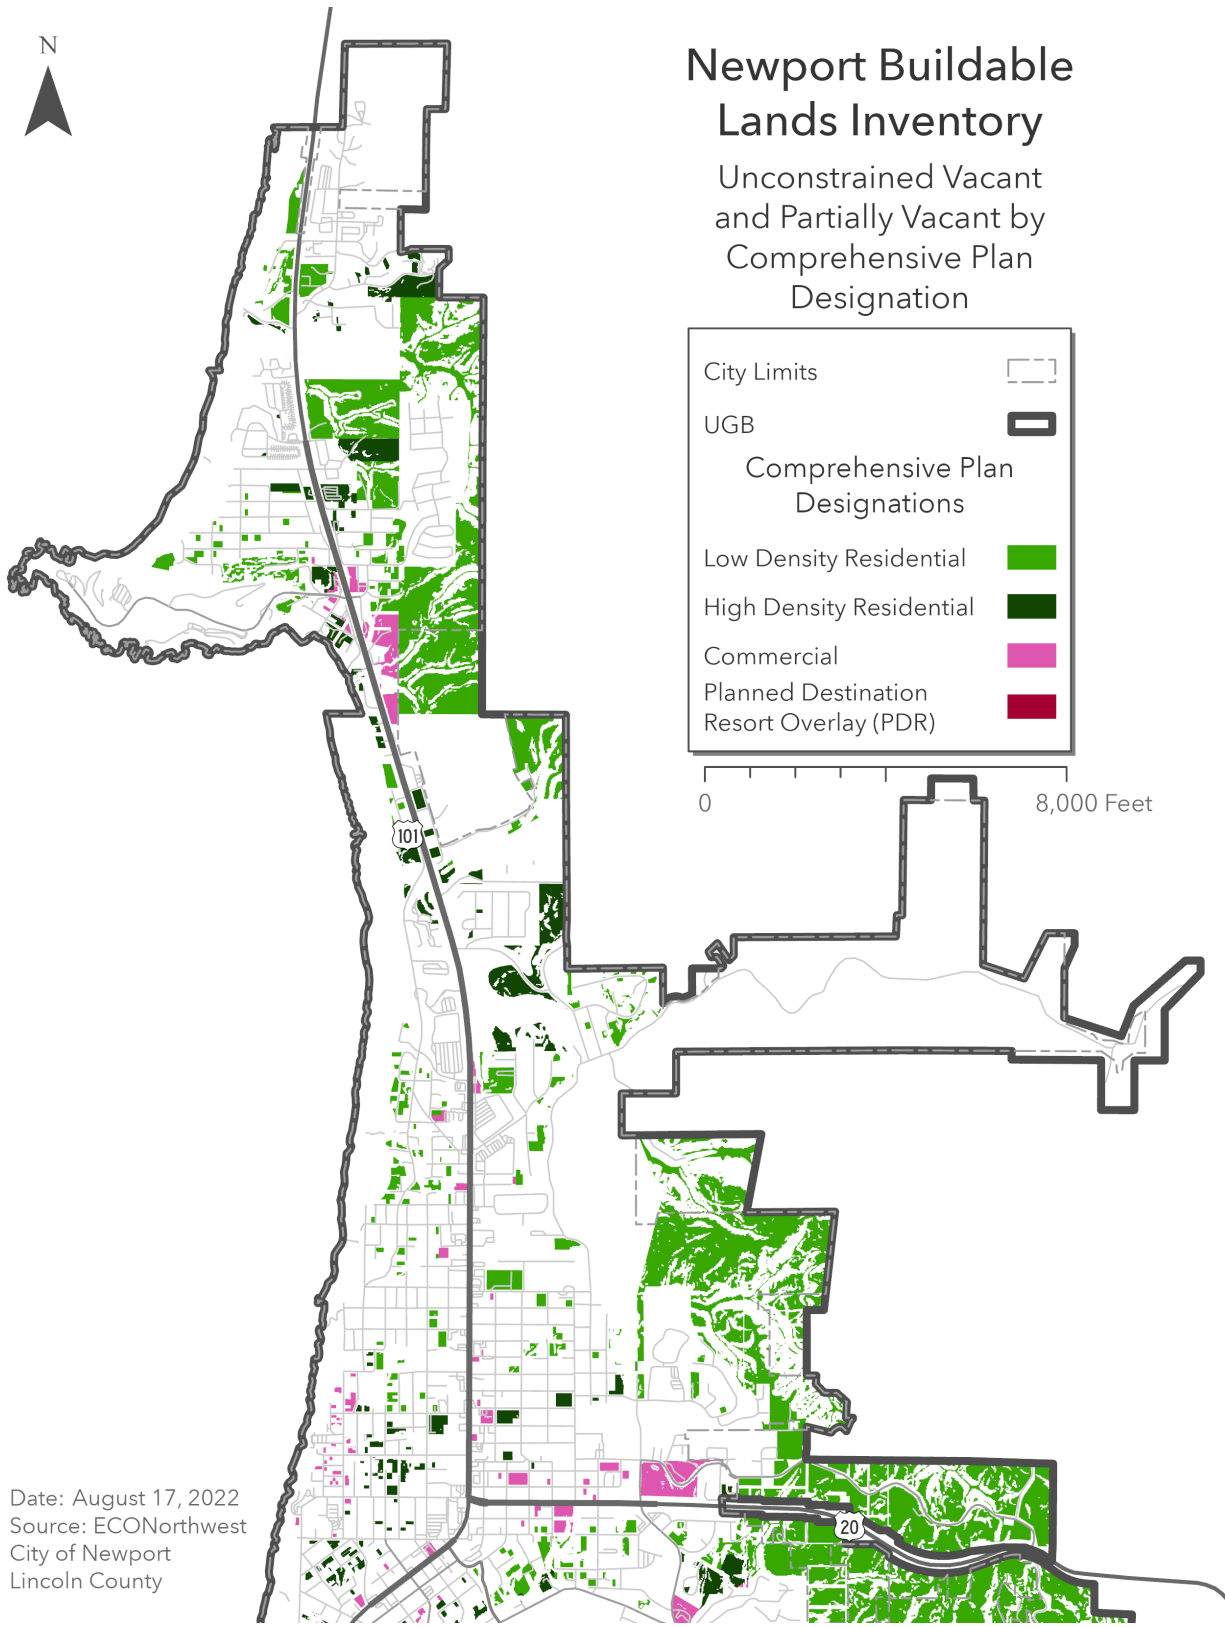 N
Newport Buildable
Lands Inventory
Unconstrained Vacant
and Partially Vacant by
Comprehensive Plan
Designation
City Limits
UGB
Comprehensive Plan
Designations
Low Density Residential
High Density Residential
Commercial
Planned Destination
Resort Overlay (PDR)
0
8,000 Feet
101
20
Date: August 17, 2022
Source: ECONorthwest
City of Newport
Lincoln County